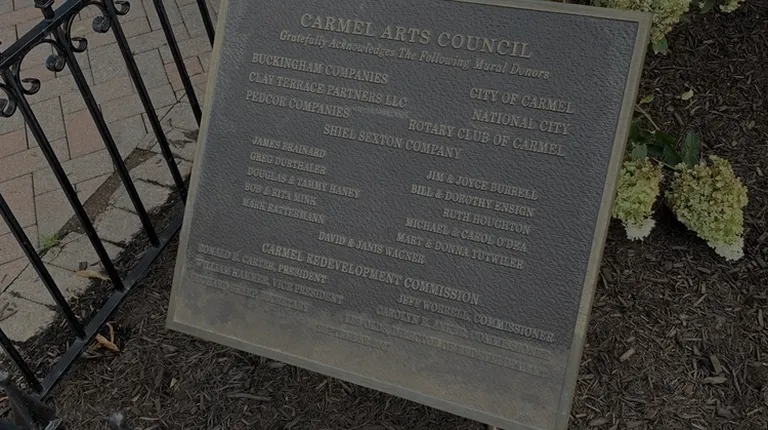 CARMEL ARTS COUNCIL
Gratefully Acknowledges The Following Mural Donors
BUCKINGHAM COMPANIES
CLAY TERRACE PARTNERS LLC
PEDCOR COMPANIES
CITY OF CARMEL
NATIONAL CITY
ROTARY CLUB OF CARMEL
SHIEL SEXTON COMPANY
JAMES BRAINARD
GREG DURTHALER
DOUGLAS & TAMMY HANEY
BOB & RITA MINK
MARK RATTERMANN
JIM & JOYCE BURRELL
BILL & DOROTHY ENSIGN
RUTH HOUGHTON
MICHAEL & CAROL O'DEA
MART & DONNA TUTWILER
DAVID & JANIS WAGNER
CARMEL REDEVELOPMENT COMMISSION
RONALD E. CARTER, PRESIDENT
WILLIAM HAMMER, VICE PRESIDENT
SECRETARY
JEFF WORRELL, COMMISSIONER
CAROLYN